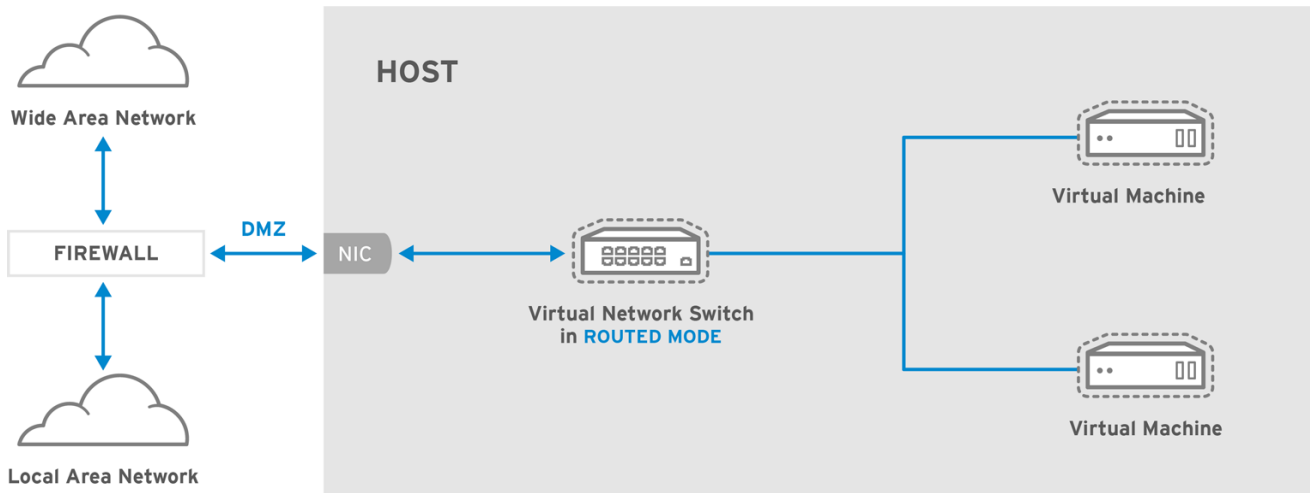 HOST
Wide Area Network
Virtual Machine
DMZ
FIREWALL
NIC
Virtual Network Switch
in ROUTED MODE
Virtual Machine
Local Area Network